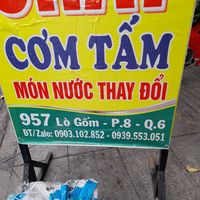 CƠM TẤM
MÓN NƯỚC THAY ĐỔI
957 Lò Gốm - P.8 - Q.6
ĐT/Zalo: 0903.102.852 - 0939.553.051